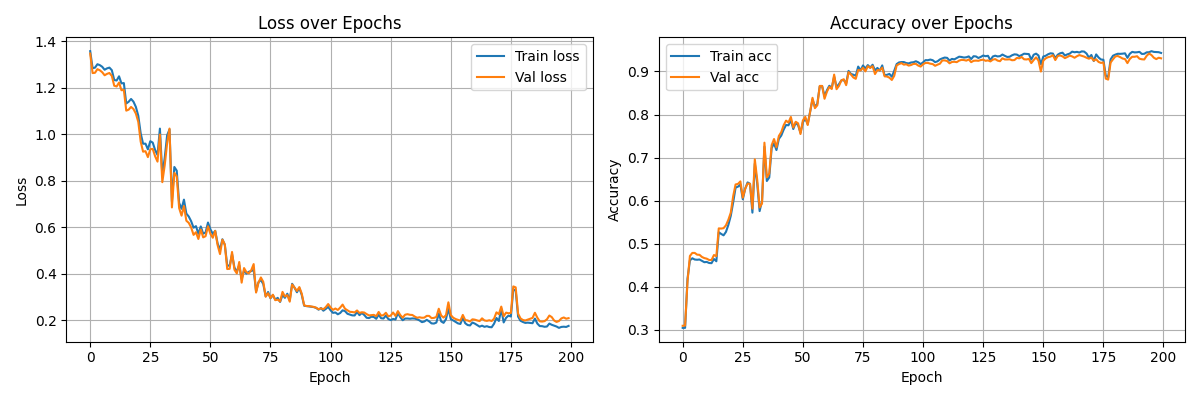 Loss over Epochs
1.4
1.2
1.0
0.8
0.6
0.4
0.2
Loss
0 25 50 75 100 125 150 175 200
Epoch
Train loss
Val loss
Accuracy over Epochs
0.9
0.8
0.7
0.6
0.5
0.4
0.3
Accuracy
0 25 50 75 100 125 150 175 200
Epoch
Train acc
Val acc